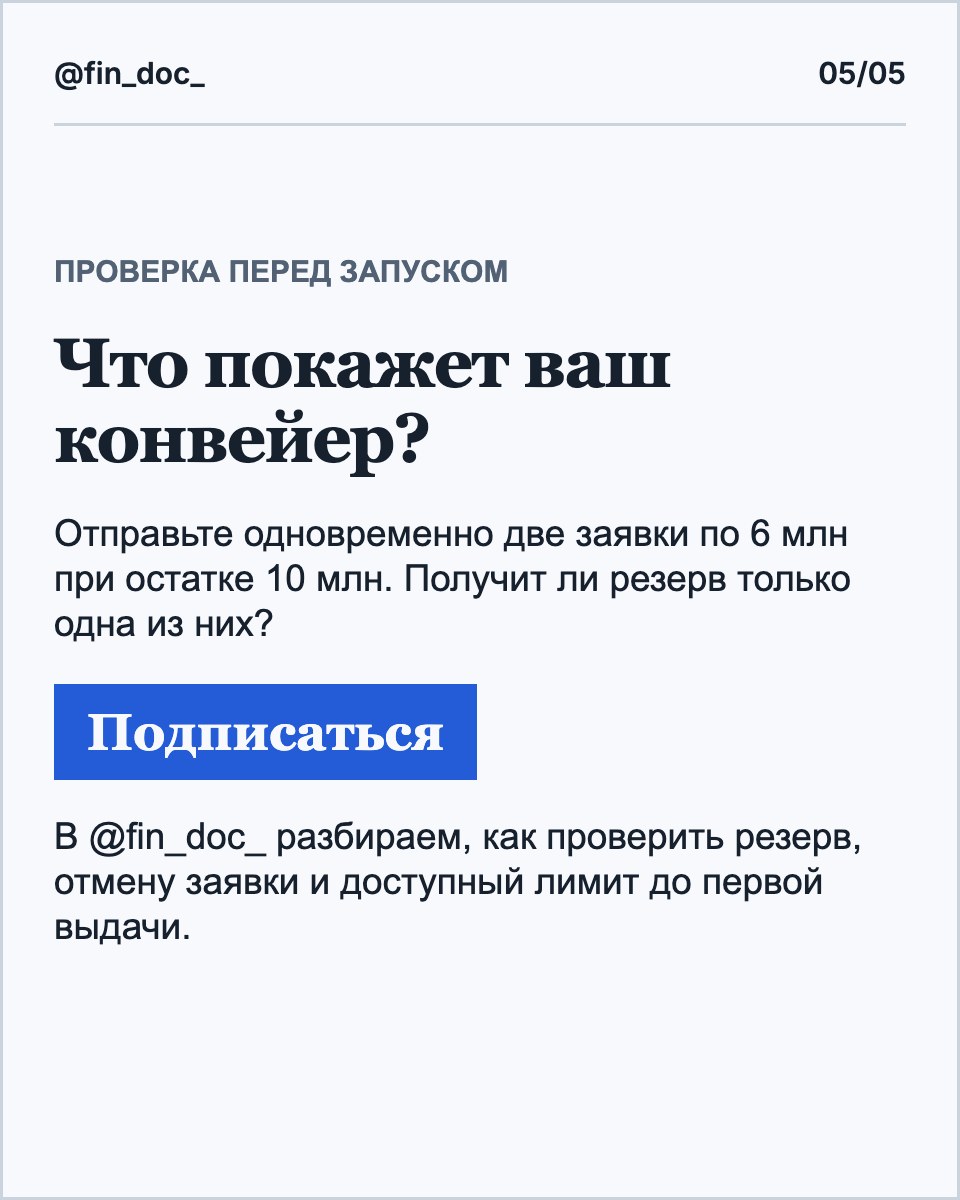 @fin_doc_
05/05
ПРОВЕРКА ПЕРЕД ЗАПУСКОМ
Что покажет ваш
конвейер?
Отправьте одновременно две заявки по 6 млн
при остатке 10 млн. Получит ли резерв только
одна из них?
Подписаться
В @fin_doc_ разбираем, как проверить резерв,
отмену заявки и доступный лимит до первой
выдачи.